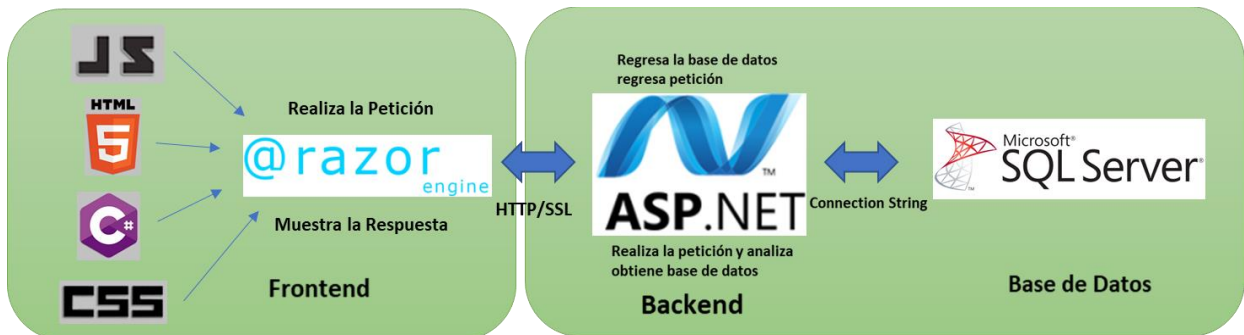 JS
HTML
5
C#
CSS
Realiza la Petición
@razor
engine
Muestra la Respuesta
Frontend
HTTP/SSL
Regresa la base de datos
regresa petición
TM
ASP.NET
Realiza la petición y analiza
obtiene base de datos
Backend
Connection String
Microsoft®
SQL Server®
Base de Datos